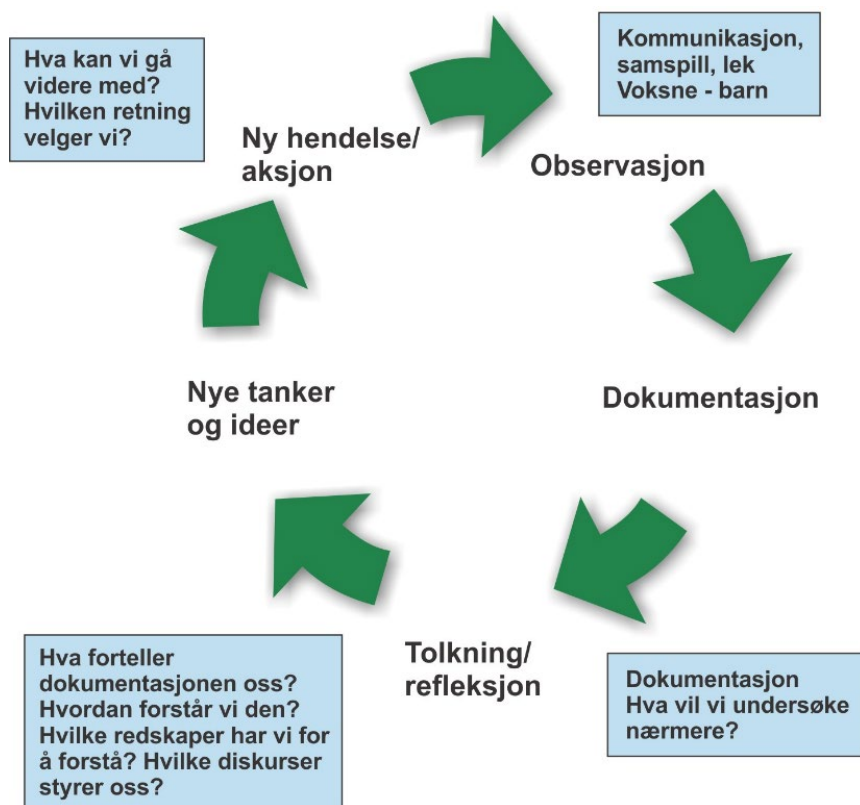 Hva kan vi gå
videre med?
Hvilken retning
velger vi?
Kommunikasjon,
samspill, lek
Voksne - barn
Ny hendelse/
aksjon
Observasjon
Nye tanker
og ideer
Dokumentasjon
Hva forteller
dokumentasjonen oss?
Hvordan forstår vi den?
Hvilke redskaper har vi for
å forstå? Hvilke diskurser
styrer oss?
Tolkning/
refleksjon
Dokumentasjon
Hva vil vi undersøke
nærmere?